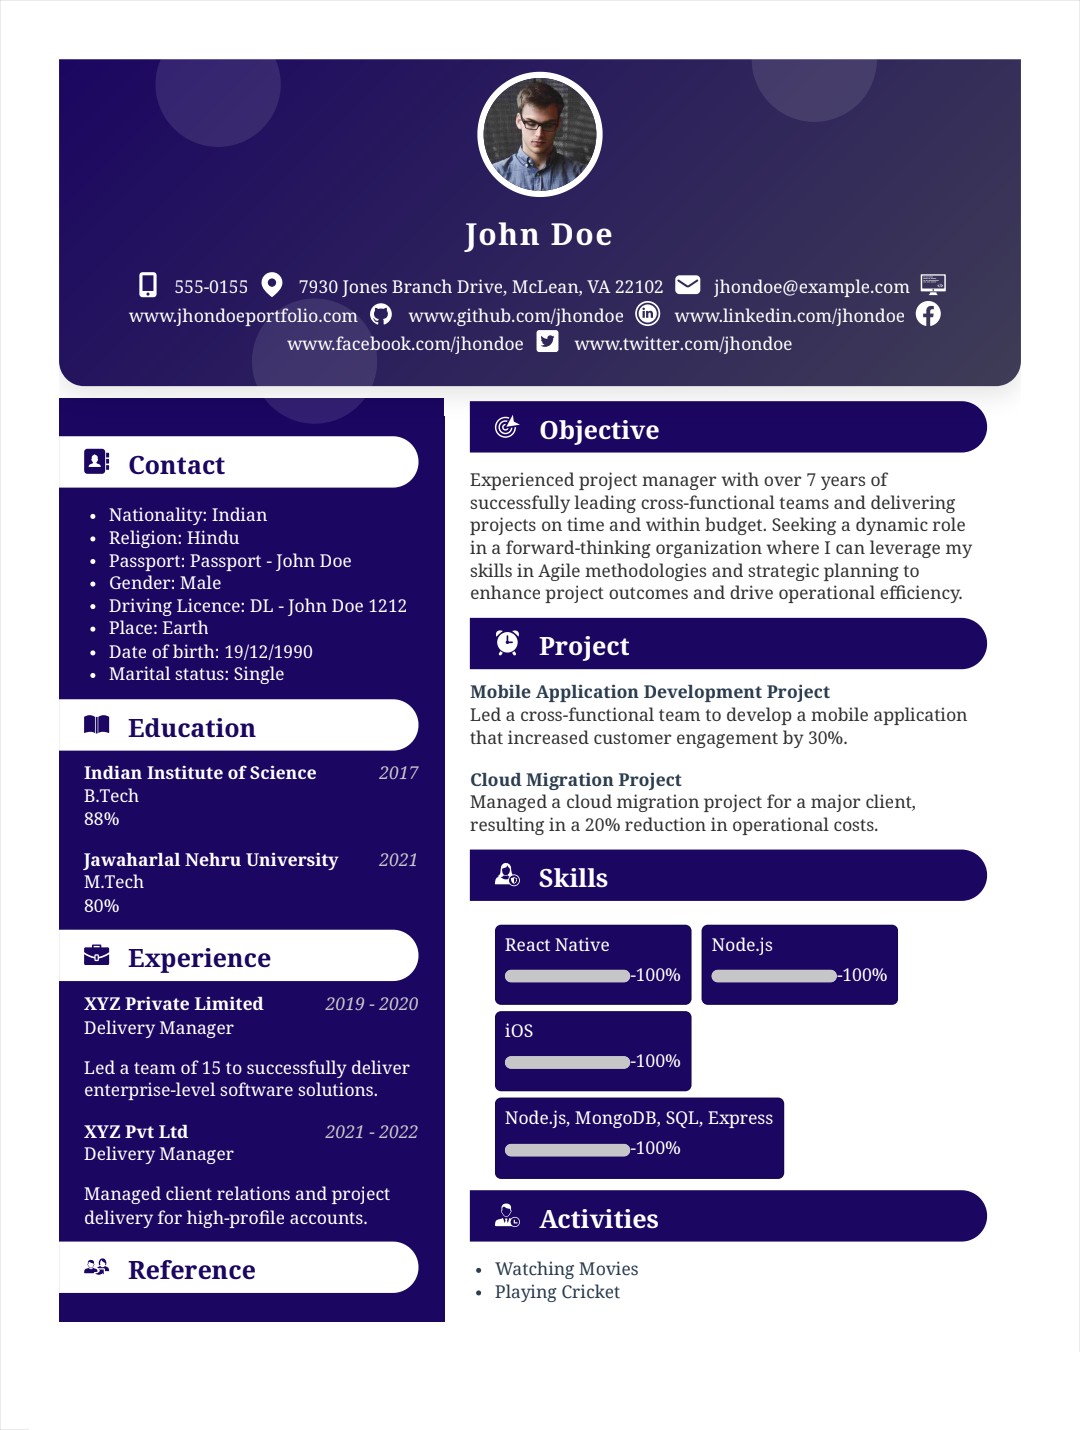 John Doe
555-0155 7930 Jones Branch Drive, McLean, VA 22102 jhondoe@example.com
www.jhondoeportfolio.com www.github.com/jhondoe www.linkedin.com/jhondoe
www.facebook.com/jhondoe www.twitter.com/jhondoe
Contact
• Nationality: Indian
• Religion: Hindu
• Passport: Passport - John Doe
• Gender: Male
• Driving Licence: DL - John Doe 1212
• Place: Earth
• Date of birth: 19/12/1990
• Marital status: Single
Education
Indian Institute of Science 2017
B.Tech
88%
Jawaharlal Nehru University 2021
M.Tech
80%
Experience
XYZ Private Limited 2019 - 2020
Delivery Manager
Led a team of 15 to successfully deliver
enterprise-level software solutions.
XYZ Pvt Ltd 2021 - 2022
Delivery Manager
Managed client relations and project
delivery for high-profile accounts.
Reference
Objective
Experienced project manager with over 7 years of
successfully leading cross-functional teams and delivering
projects on time and within budget. Seeking a dynamic role
in a forward-thinking organization where I can leverage my
skills in Agile methodologies and strategic planning to
enhance project outcomes and drive operational efficiency.
Project
Mobile Application Development Project
Led a cross-functional team to develop a mobile application
that increased customer engagement by 30%.
Cloud Migration Project
Managed a cloud migration project for a major client,
resulting in a 20% reduction in operational costs.
Skills
React Native
-100%
Node.js
-100%
iOS
-100%
Node.js, MongoDB, SQL, Express
-100%
Activities
• Watching Movies
• Playing Cricket